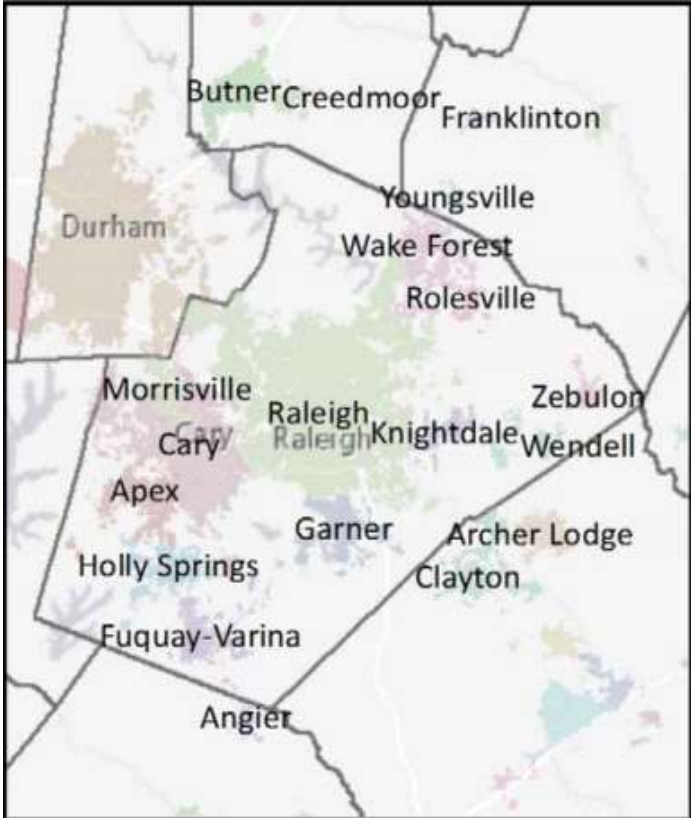 Butner
Creedmoor
Franklinton
Youngsville
Durham
Wake Forest
Rolesville
Morrisville
Zebulon
Raleigh
Cary
Raleigh
Knightdale
Cary
Wendell
Apex
Garner
Archer Lodge
Holly Springs
Clayton
Fuquay-Varina
Angier